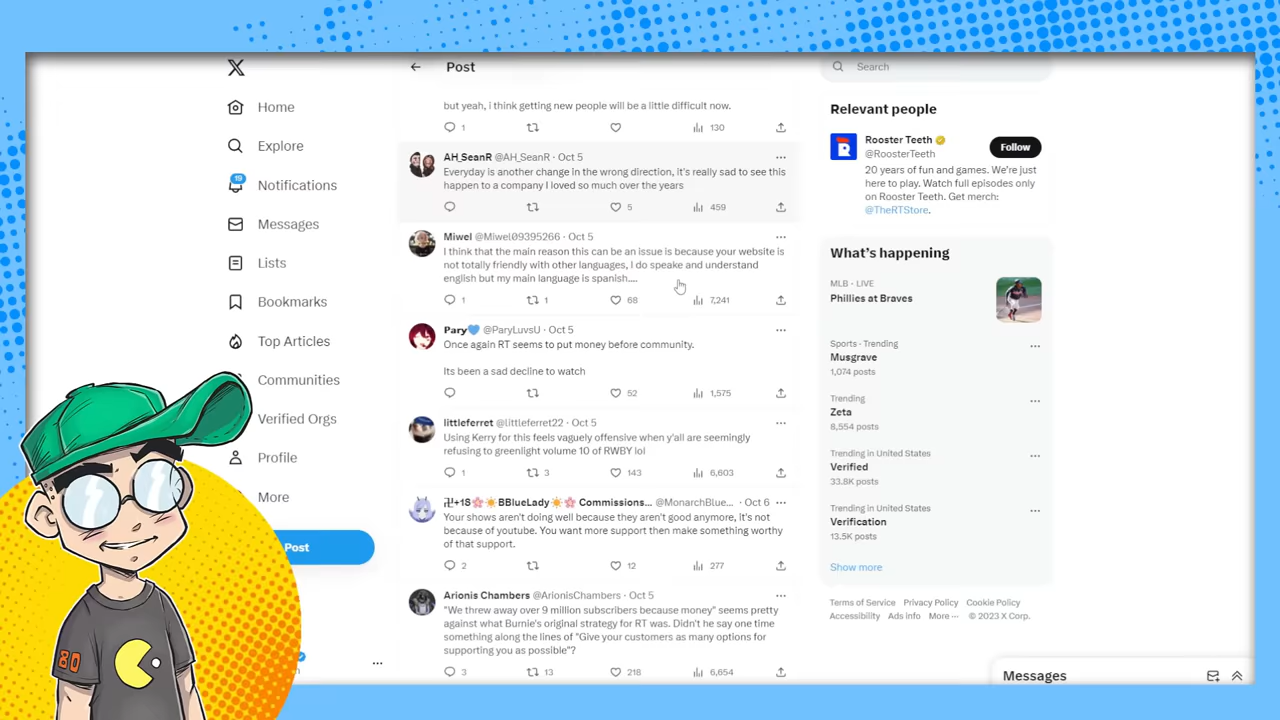 Home
Explore
19
Notifications
Messages
Lists
Bookmarks
Top Articles
Communities
Verified Orgs
Profile
More
Post
80
Post
but yeah, i think getting new people will be a little difficult now.
1 130
AH_SeanR @AH_SeanR · Oct 5
Everyday is another change in the wrong direction, it's really sad to see this
happen to a company I loved so much over the years
5 459
Miwel @Miwel09395266 · Oct 5
I think that the main reason this can be an issue is because your website is
not totally friendly with other languages, I do speake and understand
english but my main language is spanish....
1 1 68 7,241
Pary💙 @ParyLuvsU · Oct 5
Once again RT seems to put money before community.
Its been a sad decline to watch
52 1,575
littleferret @littleferret22 · Oct 5
Using Kerry for this feels vaguely offensive when y'all are seemingly
refusing to greenlight volume 10 of RWBY lol
1 3 143 6,603
+18🌸☀️BBlueLady☀️🌸 Commissions... @MonarchBlue... · Oct 6
Your shows aren't doing well because they aren't good anymore, it's not
because of youtube. You want more support then make something worthy
of that support.
2 12 277
Arionis Chambers @ArionisChambers · Oct 5
"We threw away over 9 million subscribers because money" seems pretty
against what Burnie's original strategy for RT was. Didn't he say one time
something along the lines of "Give your customers as many options for
supporting you as possible"?
3 13 218 6,654
Search
Relevant people
Rooster Teeth
@RoosterTeeth
Follow
20 years of fun and games. We're just
here to play. Watch full episodes only
on Rooster Teeth. Get merch:
@TheRTStore.
What's happening
MLB · LIVE
Phillies at Braves
Sports · Trending
Musgrave
1,074 posts
Trending
Zeta
8,554 posts
Trending in United States
Verified
33.8K posts
Trending in United States
Verification
13.5K posts
Show more
Terms of Service Privacy Policy Cookie Policy
Accessibility Ads info More ··· © 2023 X Corp.
Messages